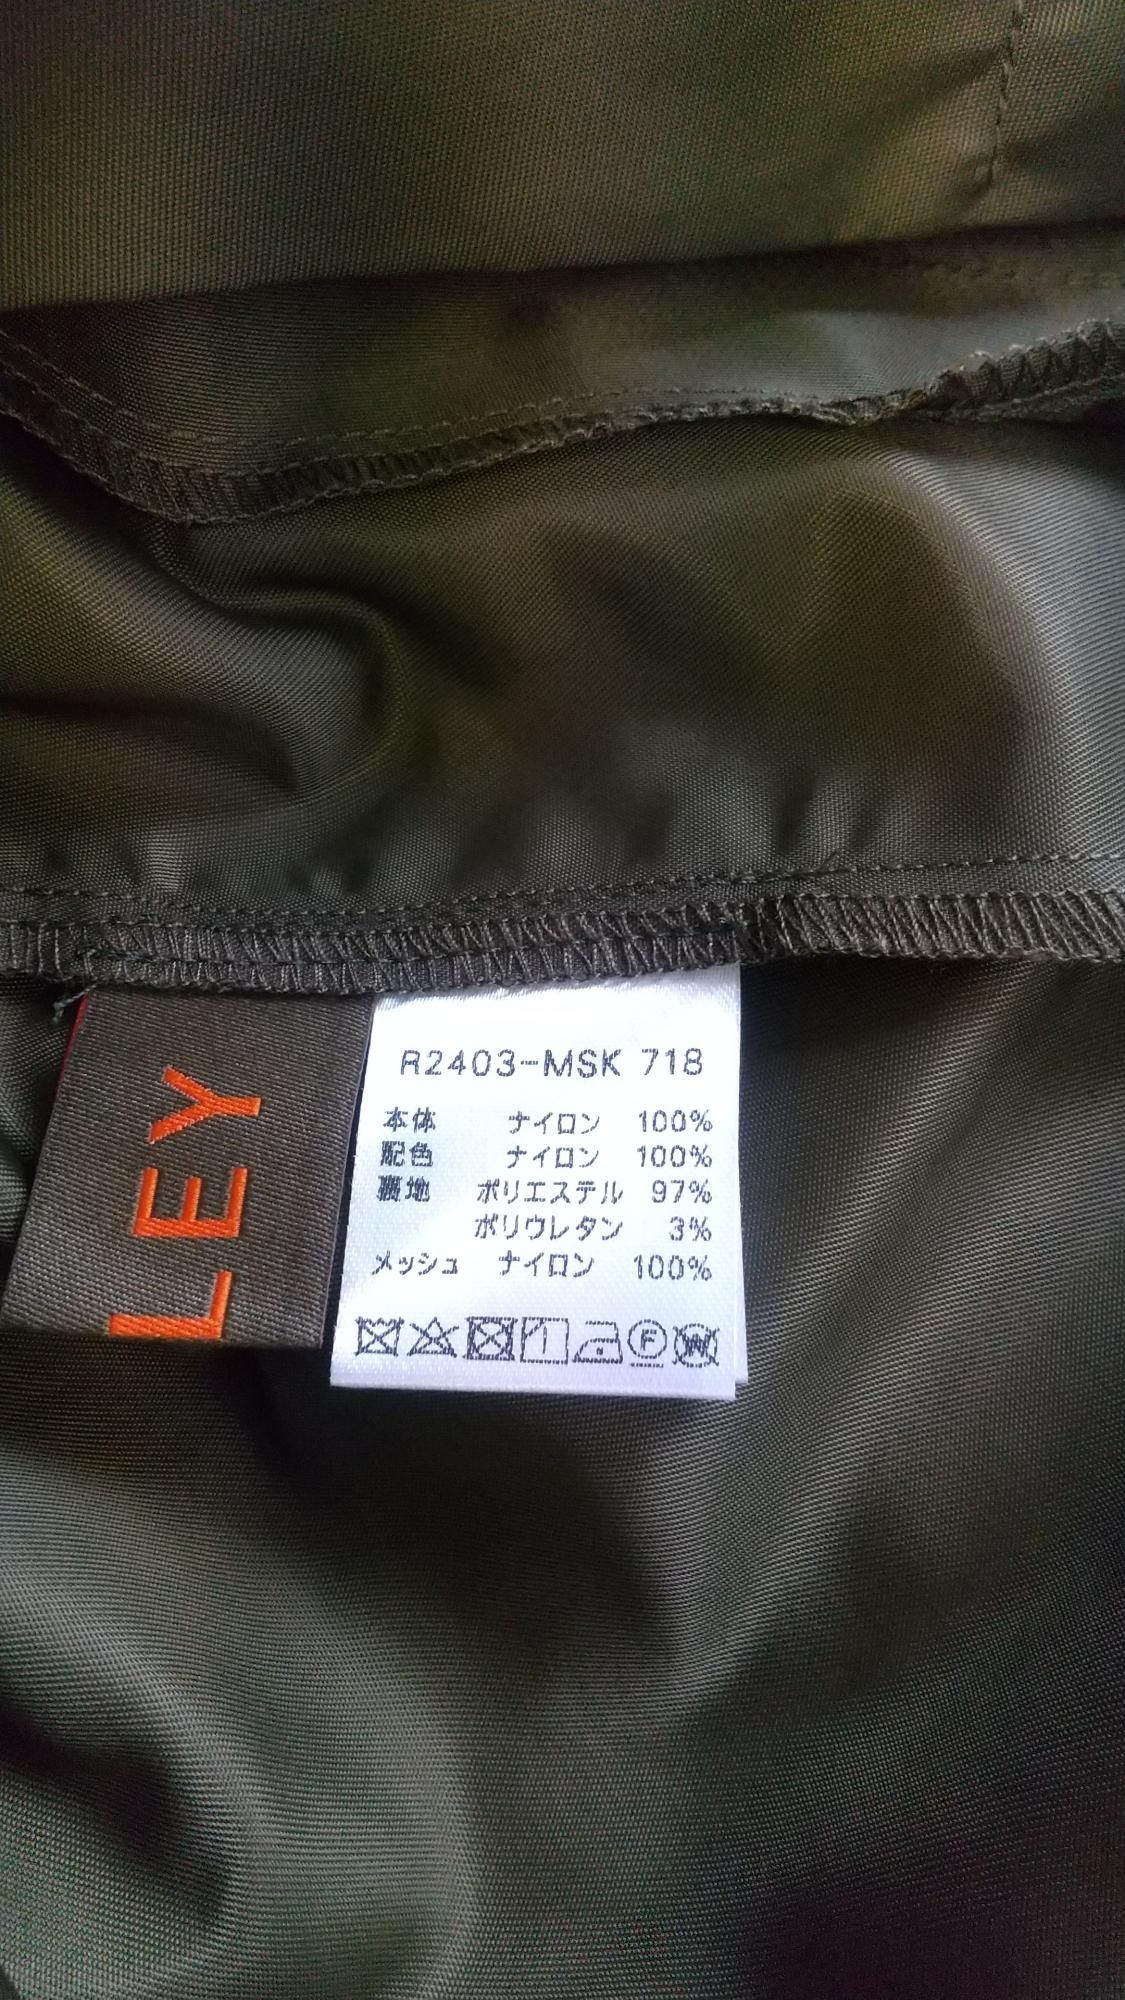 LEY
R2403-MSK 718
本体 ナイロン 100%
配色 ナイロン 100%
裏地 ポリエステル 97%
ポリウレタン 3%
メッシュ ナイロン 100%
F W